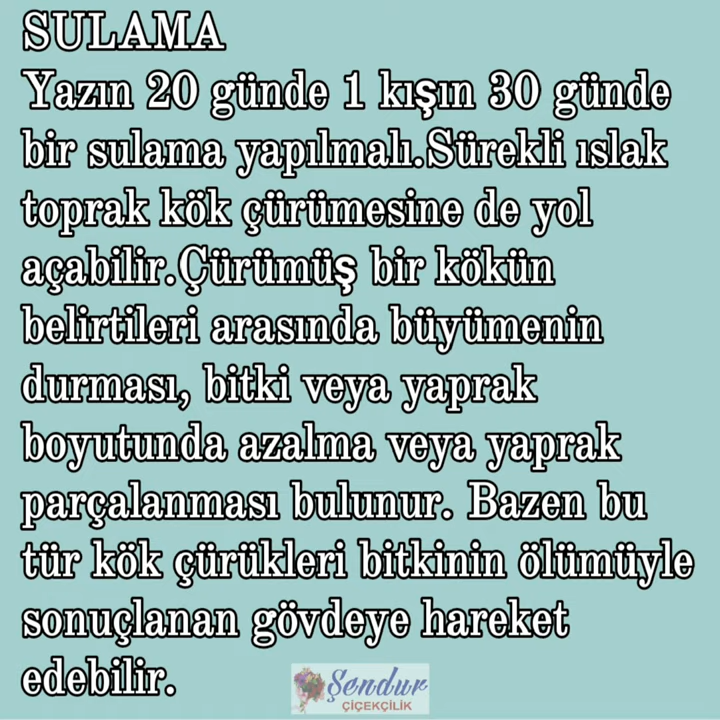 SULAMA
Yazın 20 günde 1 kışın 30 günde
bir sulama yapılmalı.Sürekli ıslak
toprak kök çürümesine de yol
açabilir.Çürümüş bir kökün
belirtileri arasında büyümenin
durması, bitki veya yaprak
boyutunda azalma veya yaprak
parçalanması bulunur. Bazen bu
tür kök çürükleri bitkinin ölümüyle
sonuçlanan gövdeye hareket
edebilir.
Şendur
ÇİÇEKÇİLİK